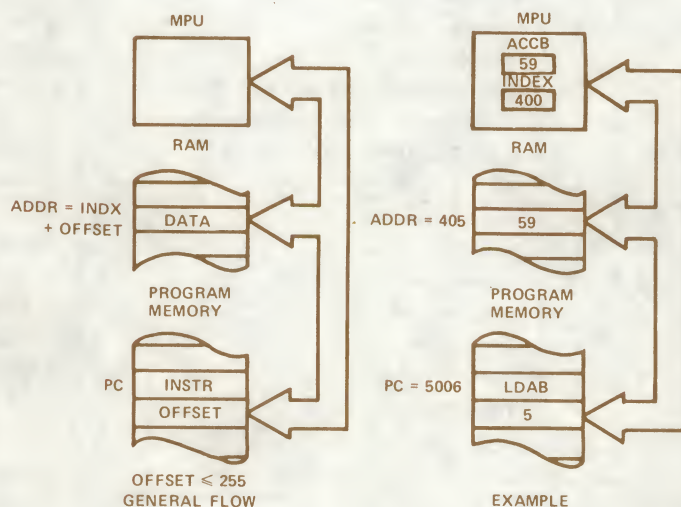 MPU
RAM
ADDR = INDX
+ OFFSET
DATA
PROGRAM
MEMORY
PC
INSTR
OFFSET
OFFSET ⩽ 255
GENERAL FLOW
MPU
ACCB
59
INDEX
400
RAM
ADDR = 405
59
PROGRAM
MEMORY
PC = 5006
LDAB
5
EXAMPLE